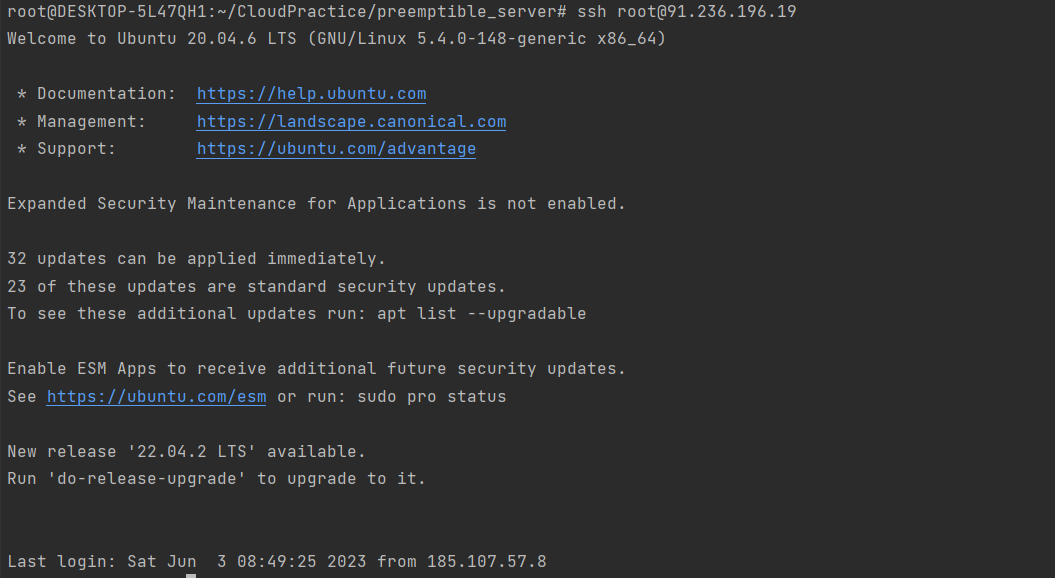 root@DESKTOP-5L47QH1:~/CloudPractice/preemptible_server# ssh root@91.236.196.19
Welcome to Ubuntu 20.04.6 LTS (GNU/Linux 5.4.0-148-generic x86_64)
* Documentation: https://help.ubuntu.com
* Management: https://landscape.canonical.com
* Support: https://ubuntu.com/advantage
Expanded Security Maintenance for Applications is not enabled.
32 updates can be applied immediately.
23 of these updates are standard security updates.
To see these additional updates run: apt list --upgradable
Enable ESM Apps to receive additional future security updates.
See https://ubuntu.com/esm or run: sudo pro status
New release '22.04.2 LTS' available.
Run 'do-release-upgrade' to upgrade to it.
Last login: Sat Jun  3 08:49:25 2023 from 185.107.57.8